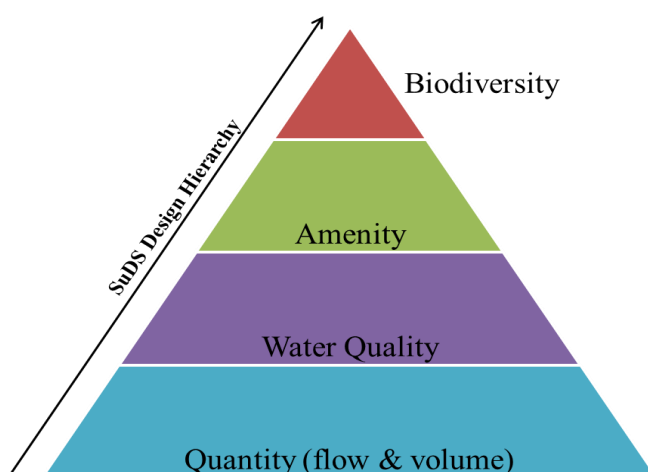 Biodiversity
SuDS Design Hierarchy
Amenity
Water Quality
Quantity (flow & volume)